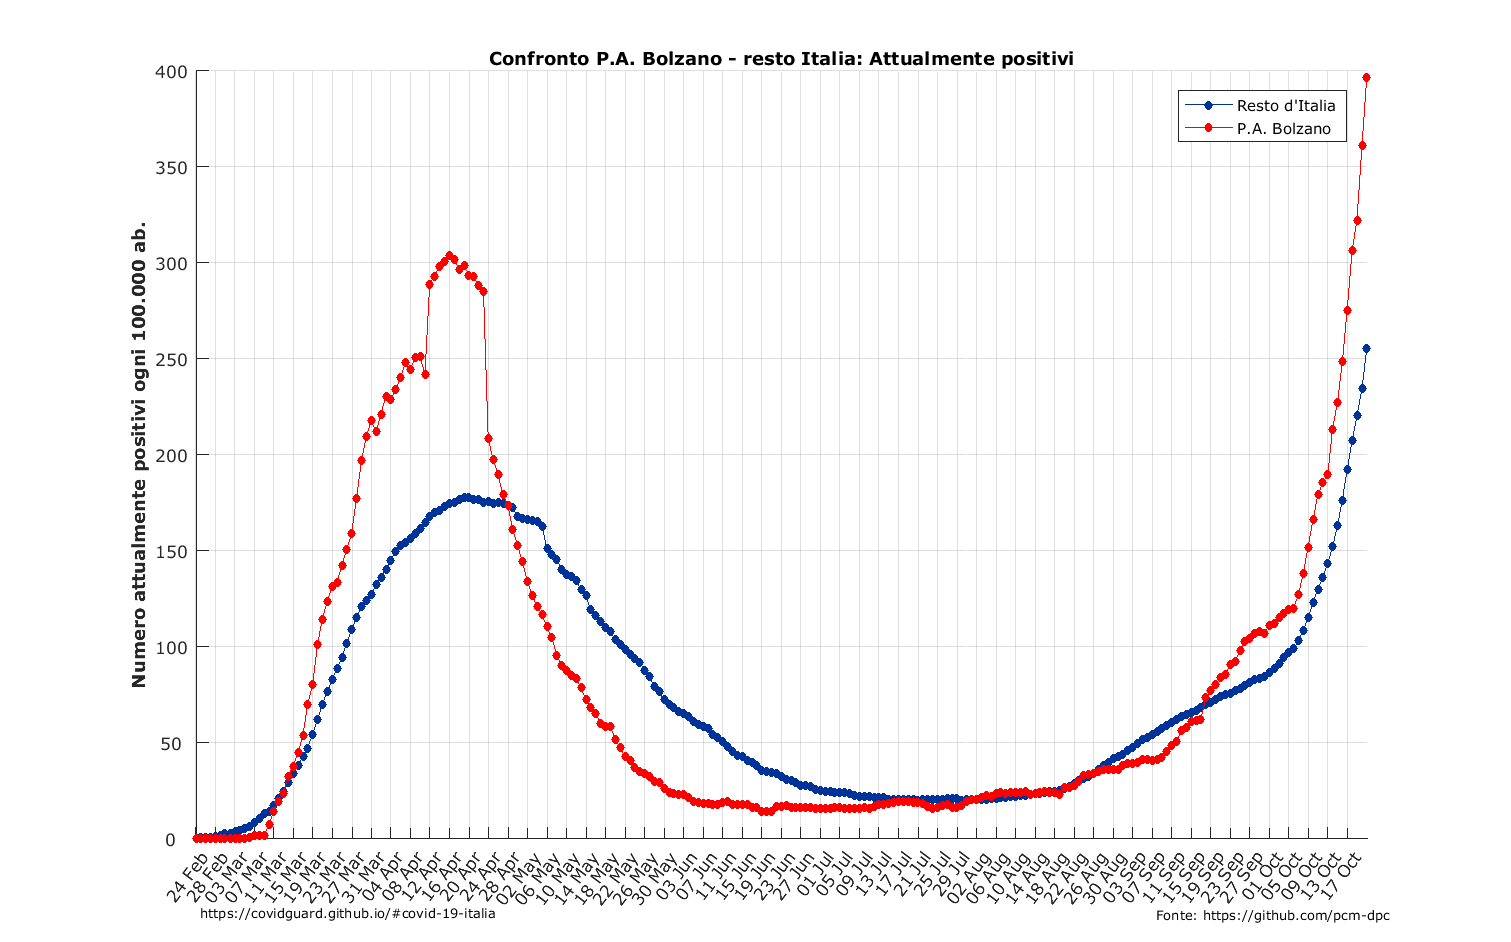 Confronto P.A. Bolzano - resto Italia: Attualmente positivi
Resto d'Italia
P.A. Bolzano
Numero attualmente positivi ogni 100.000 ab.
400
350
300
250
200
150
100
50
0
24 Feb
28 Feb
03 Mar
07 Mar
11 Mar
15 Mar
19 Mar
23 Mar
27 Mar
31 Mar
04 Apr
08 Apr
12 Apr
16 Apr
20 Apr
24 Apr
28 Apr
02 May
06 May
10 May
14 May
18 May
22 May
26 May
30 May
03 Jun
07 Jun
11 Jun
15 Jun
19 Jun
23 Jun
27 Jun
01 Jul
05 Jul
09 Jul
13 Jul
17 Jul
21 Jul
25 Jul
29 Jul
02 Aug
06 Aug
10 Aug
14 Aug
18 Aug
22 Aug
26 Aug
30 Aug
03 Sep
07 Sep
11 Sep
15 Sep
19 Sep
23 Sep
27 Sep
01 Oct
05 Oct
09 Oct
13 Oct
17 Oct
https://covidguard.github.io/#covid-19-italia
Fonte: https://github.com/pcm-dpc